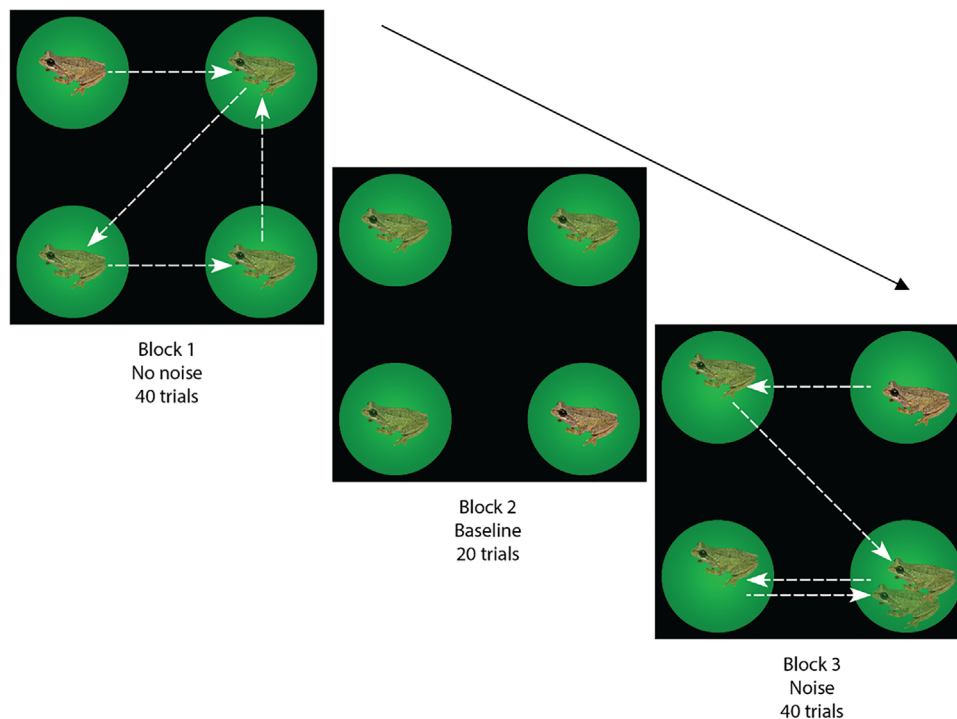 Block 1
No noise
40 trials
Block 2
Baseline
20 trials
Block 3
Noise
40 trials